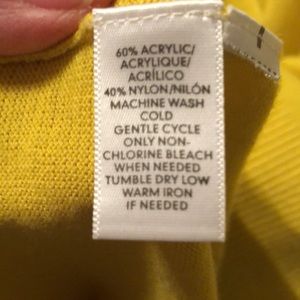 60% ACRYLIC/
ACRYLIQUE/
ACRÍLICO
40% NYLON/NILÓN
MACHINE WASH
COLD
GENTLE CYCLE
ONLY NON-
CHLORINE BLEACH
WHEN NEEDED
TUMBLE DRY LOW
WARM IRON
IF NEEDED